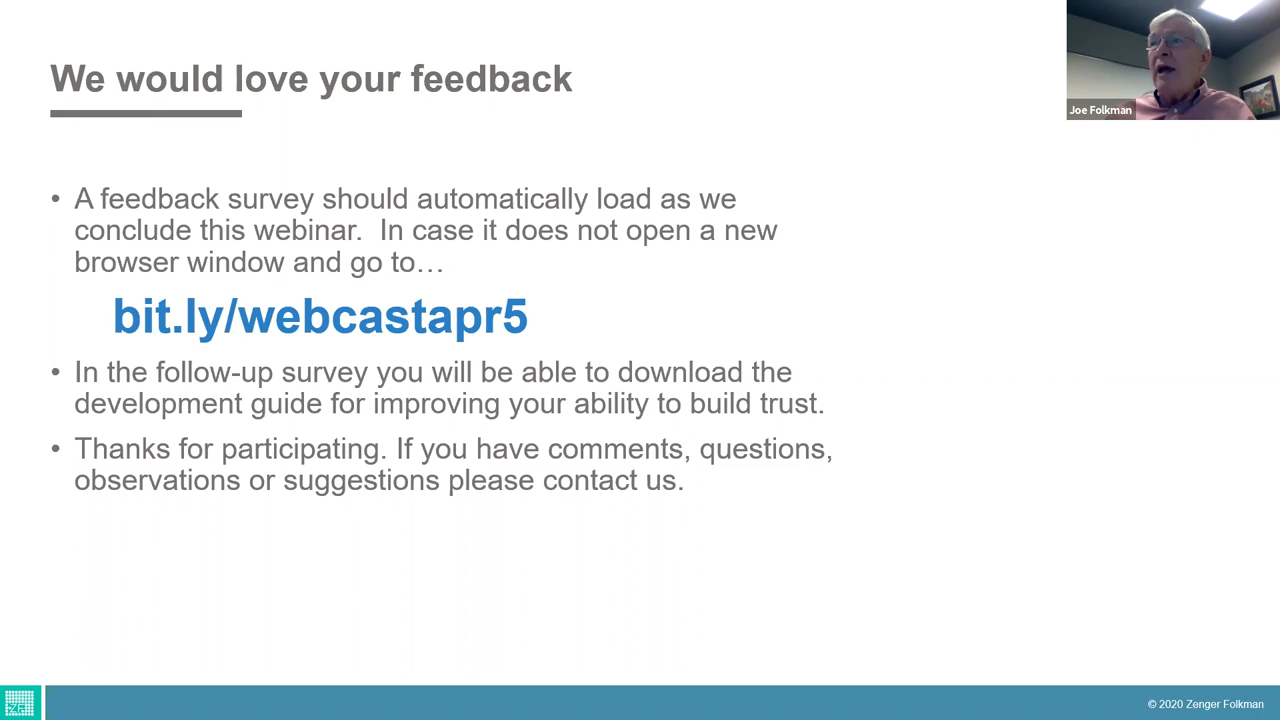 We would love your feedback
Joe Folkman
• A feedback survey should automatically load as we
conclude this webinar.  In case it does not open a new
browser window and go to…
bit.ly/webcastapr5
• In the follow-up survey you will be able to download the
development guide for improving your ability to build trust.
• Thanks for participating. If you have comments, questions,
observations or suggestions please contact us.
ZF
© 2020 Zenger Folkman